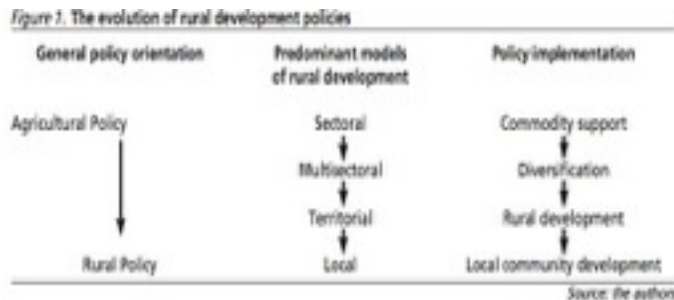 Figure 1. The evolution of rural development policies
General policy orientation
Predominant models
of rural development
Policy implementation
Agricultural Policy
Sectoral
Commodity support
Multisectoral
Diversification
Territorial
Rural development
Rural Policy
Local
Local community development
Source: the authors